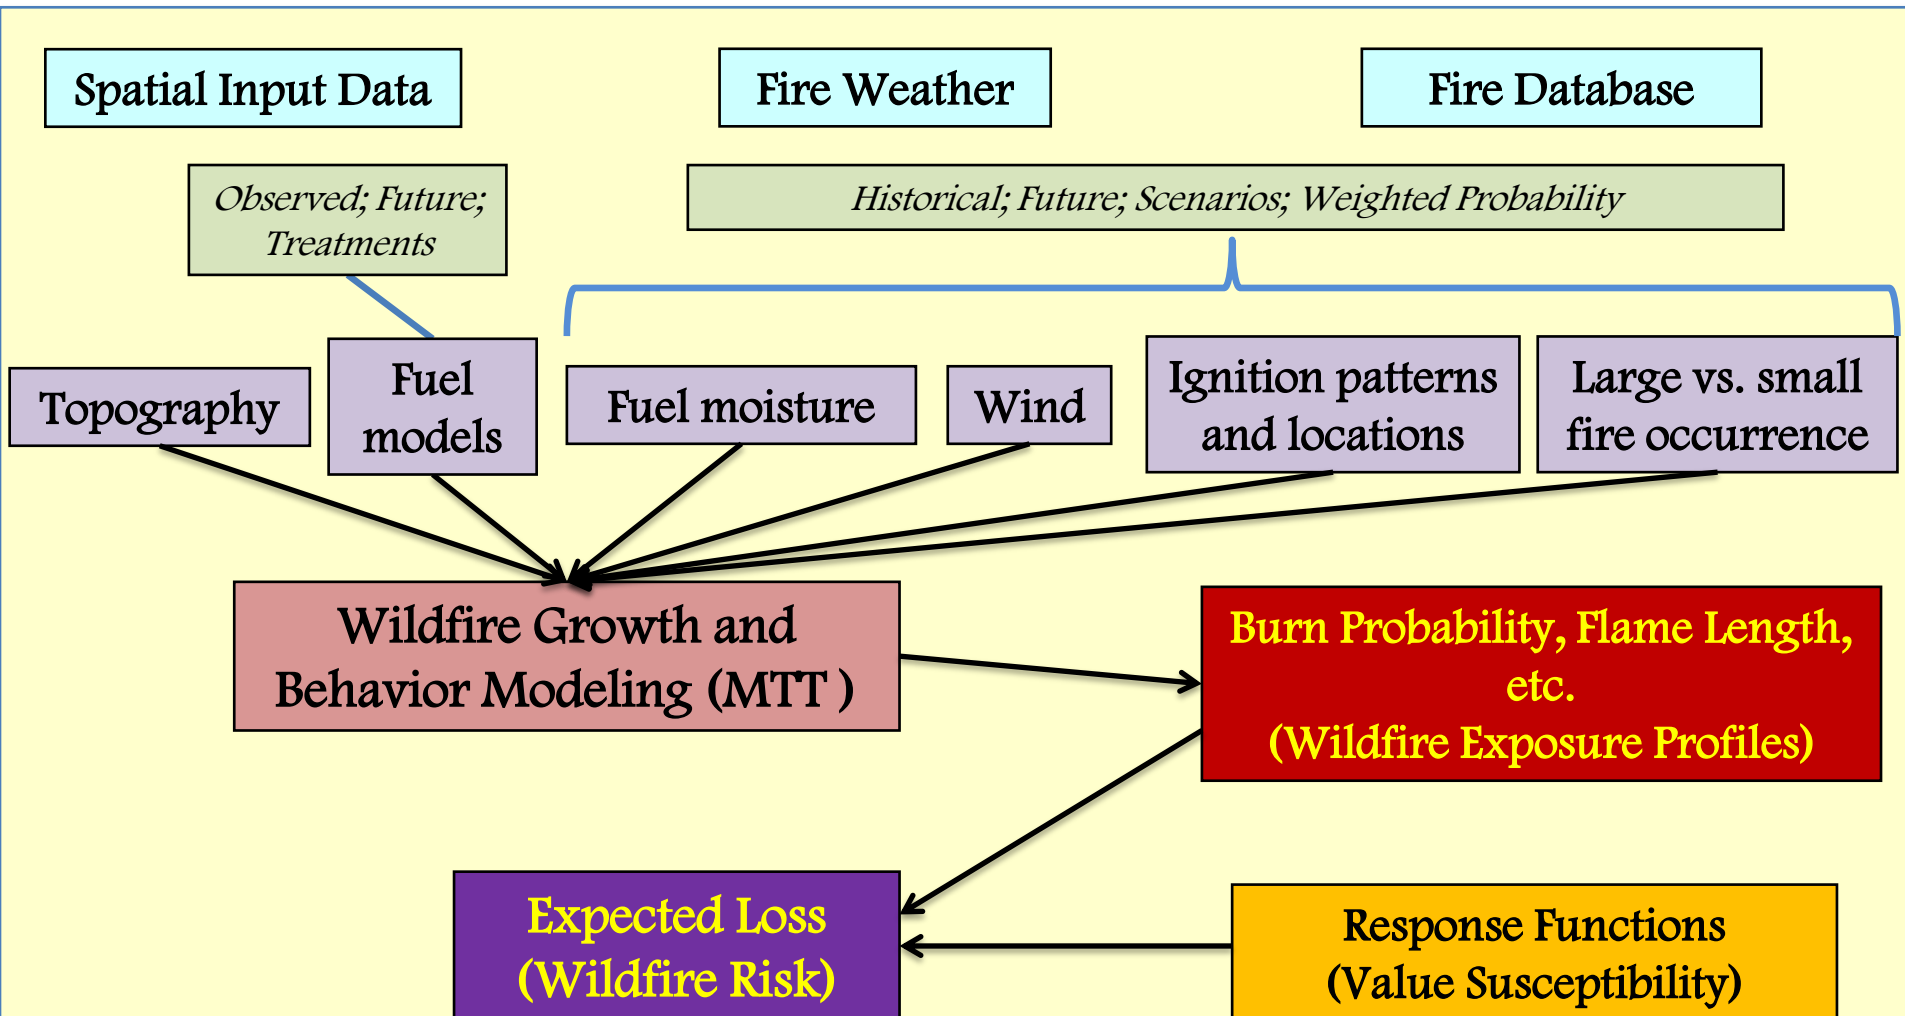 Spatial Input Data
Fire Weather
Fire Database
Observed; Future;
Treatments
Historical; Future; Scenarios; Weighted Probability
Topography
Fuel
models
Fuel moisture
Wind
Ignition patterns
and locations
Large vs. small
fire occurrence
Wildfire Growth and
Behavior Modeling (MTT )
Burn Probability, Flame Length,
etc.
(Wildfire Exposure Profiles)
Expected Loss
(Wildfire Risk)
Response Functions
(Value Susceptibility)